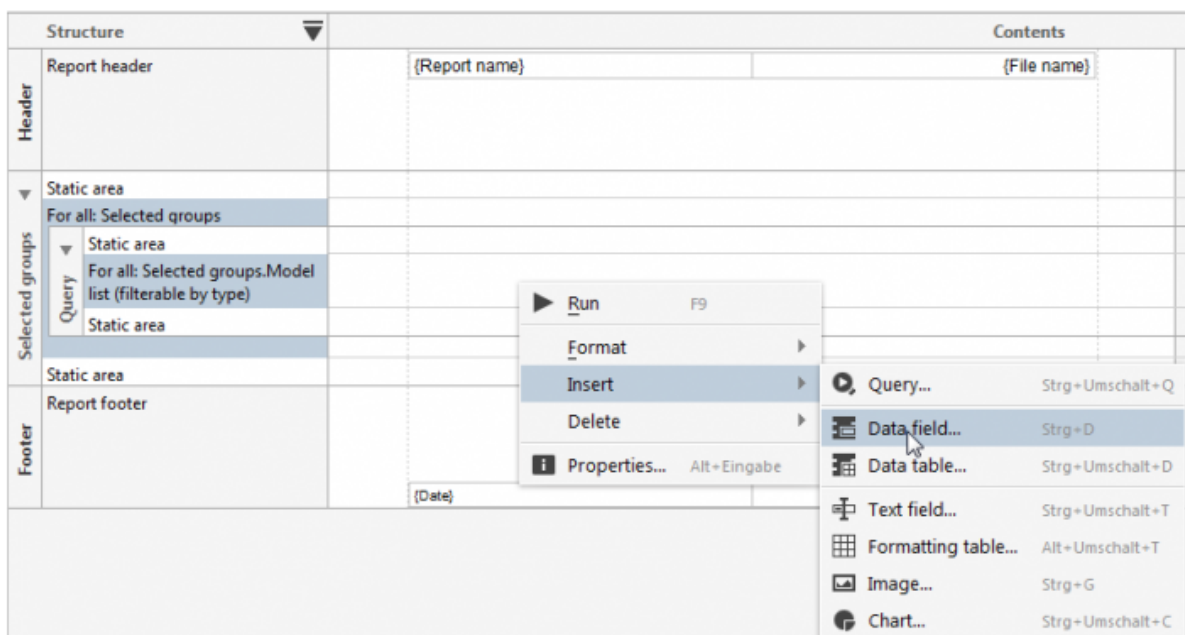 Structure
Contents
Header
Report header
{Report name}
{File name}
Selected groups
Static area
For all: Selected groups
Query
Static area
For all: Selected groups.Model
list (filterable by type)
Static area
Static area
Footer
Report footer
{Date}
Run F9
Format
Insert
Delete
Properties... Alt+Eingabe
Query... Strg+Umschalt+Q
Data field... Strg+D
Data table... Strg+Umschalt+D
Text field... Strg+Umschalt+T
Formatting table... Alt+Umschalt+T
Image... Strg+G
Chart... Strg+Umschalt+C